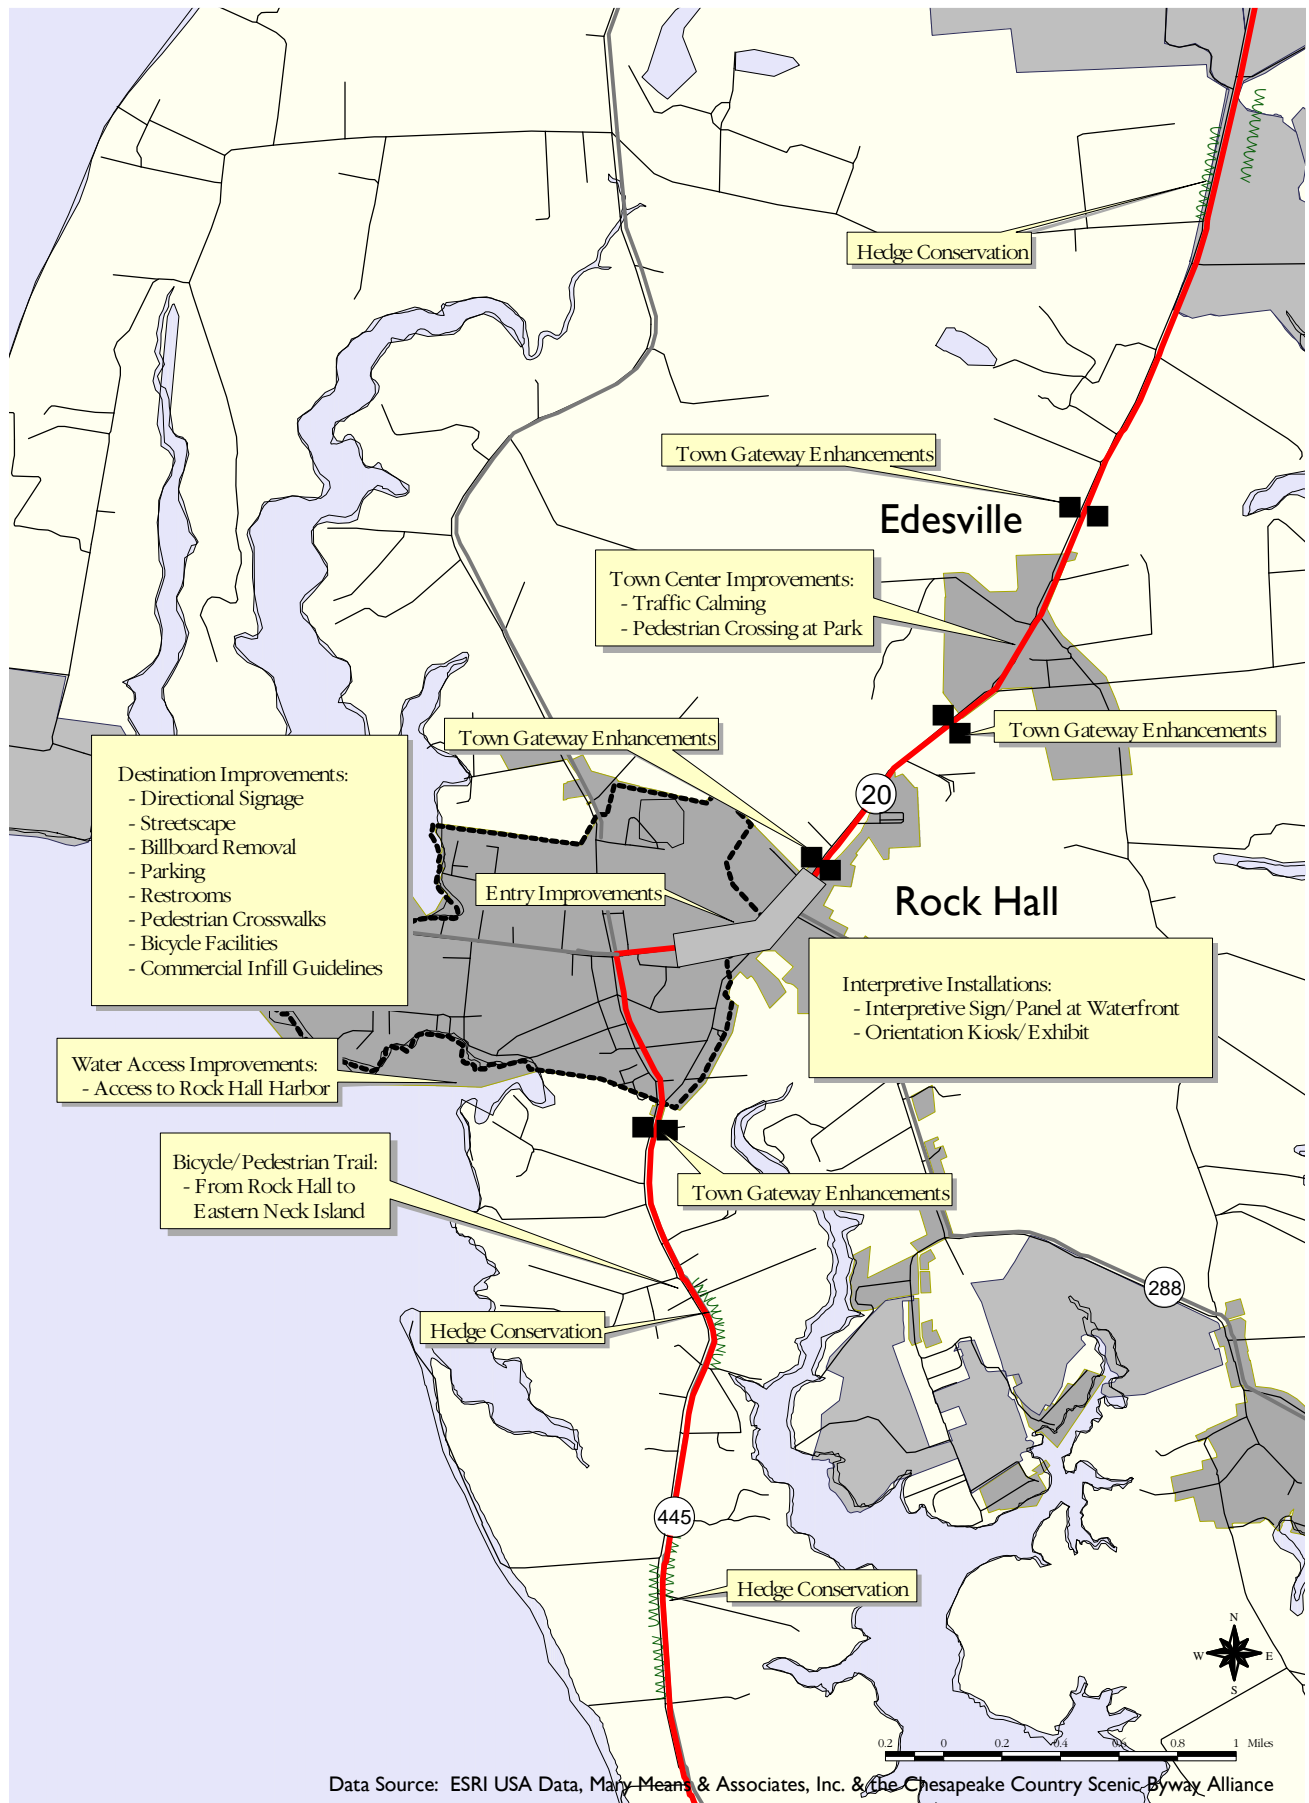 Hedge Conservation
Town Gateway Enhancements
Edesville
Town Center Improvements:
- Traffic Calming
- Pedestrian Crossing at Park
Town Gateway Enhancements
Town Gateway Enhancements
Destination Improvements:
- Directional Signage
- Streetscape
- Billboard Removal
- Parking
- Restrooms
- Pedestrian Crosswalks
- Bicycle Facilities
- Commercial Infill Guidelines
20
Entry Improvements
Rock Hall
Interpretive Installations:
- Interpretive Sign/Panel at Waterfront
- Orientation Kiosk/Exhibit
Water Access Improvements:
- Access to Rock Hall Harbor
Bicycle/Pedestrian Trail:
- From Rock Hall to
Eastern Neck Island
Town Gateway Enhancements
288
Hedge Conservation
445
Hedge Conservation
N
W E
S
0.2 0 0.2 0.4 0.6 0.8 1 Miles
Data Source: ESRI USA Data, Mary Means & Associates, Inc. & the Chesapeake Country Scenic Byway Alliance